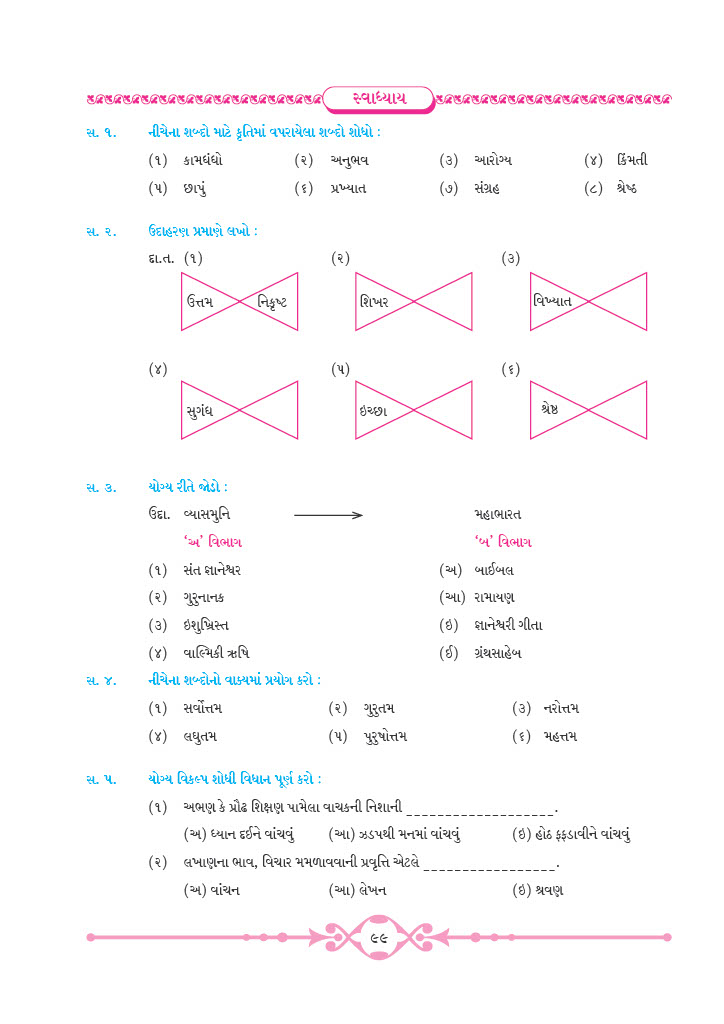 સ્વાધ્યાય
સ. ૧. નીચેના શબ્દો માટે કૃતિમાં વપરાયેલા શબ્દો શોધો :
(૧) કામધંધો (૨) અનુભવ (૩) આરોગ્ય (૪) કિંમતી
(૫) છાપું (૬) પ્રખ્યાત (૭) સંગ્રહ (૮) શ્રેષ્ઠ
સ. ૨. ઉદાહરણ પ્રમાણે લખો :
દા.ત. (૧) (૨) (૩)
ઉત્તમ નિકૃષ્ટ શિખર વિખ્યાત
(૪) (૫) (૬)
સુગંધ ઇચ્છા શ્રેષ્ઠ
સ. ૩. યોગ્ય રીતે જોડો :
ઉદા. વ્યાસમુનિ ⟶ મહાભારત
‘અ’ વિભાગ ‘બ’ વિભાગ
(૧) સંત જ્ઞાનેશ્વર (અ) બાઈબલ
(૨) ગુરુનાનક (આ) રામાયણ
(૩) ઇશુખ્રિસ્ત (ઇ) જ્ઞાનેશ્વરી ગીતા
(૪) વાલ્મિકી ઋષિ (ઈ) ગ્રંથસાહેબ
સ. ૪. નીચેના શબ્દોનો વાક્યમાં પ્રયોગ કરો :
(૧) સર્વોત્તમ (૨) ગુરુતમ (૩) નરોત્તમ
(૪) લઘુતમ (૫) પુરુષોત્તમ (૬) મહત્તમ
સ. ૫. યોગ્ય વિકલ્પ શોધી વિધાન પૂર્ણ કરો :
(૧) અભણ કે પ્રૌઢ શિક્ષણ પામેલા વાચકની નિશાની ___________________.
(અ) ધ્યાન દઈને વાંચવું (આ) ઝડપથી મનમાં વાંચવું (ઇ) હોઠ ફફડાવીને વાંચવું
(૨) લખાણના ભાવ, વિચાર મમળાવવાની પ્રવૃત્તિ એટલે _________________.
(અ) વાંચન (આ) લેખન (ઇ) શ્રવણ
૯૯